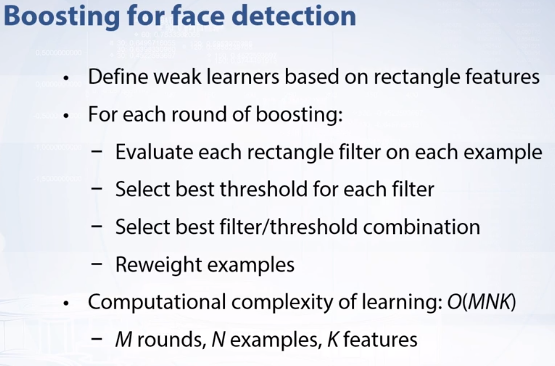 Boosting for face detection
• Define weak learners based on rectangle features
• For each round of boosting:
– Evaluate each rectangle filter on each example
– Select best threshold for each filter
– Select best filter/threshold combination
– Reweight examples
• Computational complexity of learning: O(MNK)
– M rounds, N examples, K features